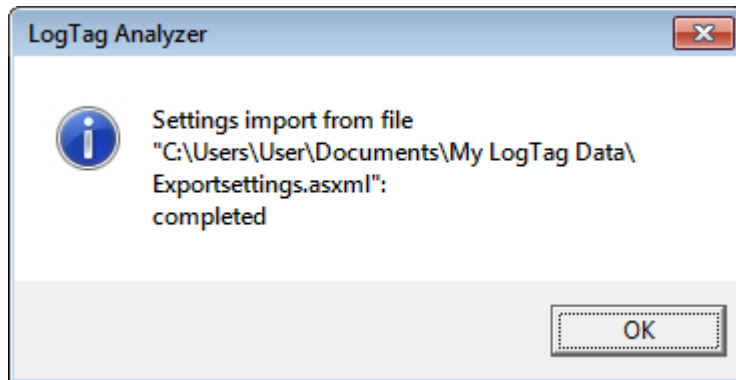 LogTag Analyzer
Settings import from file
"C:\Users\User\Documents\My LogTag Data\
Exportsettings.asxml":
completed
OK